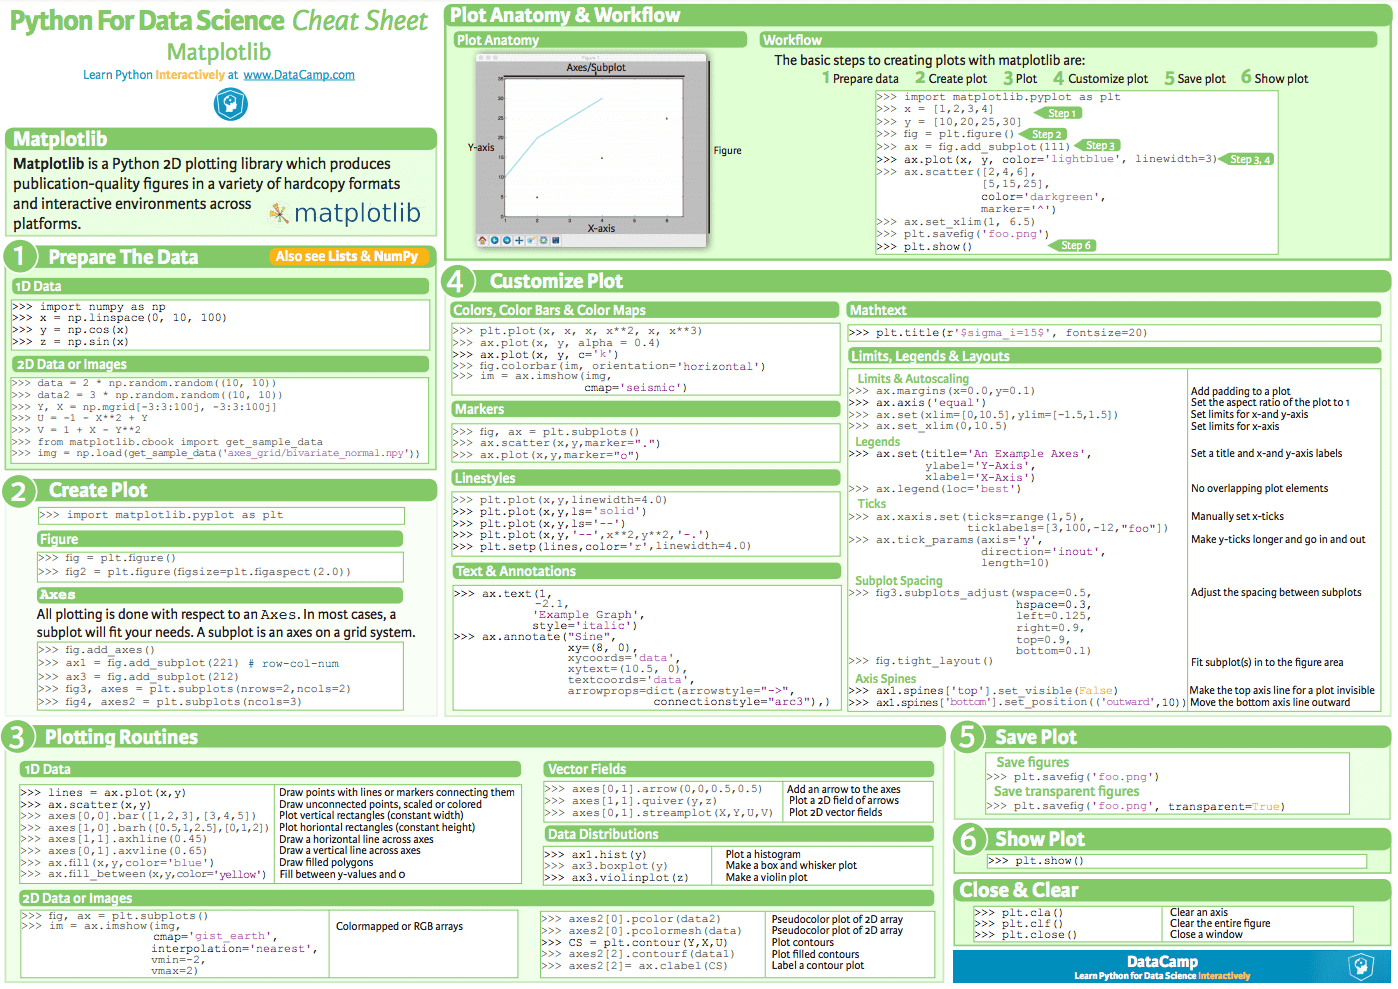 Python For Data Science Cheat Sheet
Matplotlib
Learn Python Interactively at www.DataCamp.com
Matplotlib
Matplotlib is a Python 2D plotting library which produces
publication-quality figures in a variety of hardcopy formats
and interactive environments across
platforms.
matplotlib
1 Prepare The Data Also see Lists & NumPy
1D Data
>>> import numpy as np
>>> x = np.linspace(0, 10, 100)
>>> y = np.cos(x)
>>> z = np.sin(x)
2D Data or Images
>>> data = 2 * np.random.random((10, 10))
>>> data2 = 3 * np.random.random((10, 10))
>>> Y, X = np.mgrid[-3:3:100j, -3:3:100j]
>>> U = -1 - X**2 + Y
>>> V = 1 + X - Y**2
>>> from matplotlib.cbook import get_sample_data
>>> img = np.load(get_sample_data('axes_grid/bivariate_normal.npy'))
2 Create Plot
>>> import matplotlib.pyplot as plt
Figure
>>> fig = plt.figure()
>>> fig2 = plt.figure(figsize=plt.figaspect(2.0))
Axes
All plotting is done with respect to an Axes. In most cases, a
subplot will fit your needs. A subplot is an axes on a grid system.
>>> fig.add_axes()
>>> ax1 = fig.add_subplot(221) # row-col-num
>>> ax3 = fig.add_subplot(212)
>>> fig3, axes = plt.subplots(nrows=2,ncols=2)
>>> fig4, axes2 = plt.subplots(ncols=3)
Plot Anatomy & Workflow
Plot Anatomy
Figure 1
Axes/Subplot
Y-axis
X-axis
Figure
35
30
25
20
15
10
5
0
1 2 3 4 5 6
Workflow
The basic steps to creating plots with matplotlib are:
1 Prepare data 2 Create plot 3 Plot 4 Customize plot 5 Save plot 6 Show plot
>>> import matplotlib.pyplot as plt
>>> x = [1,2,3,4] Step 1
>>> y = [10,20,25,30]
>>> fig = plt.figure() Step 2
>>> ax = fig.add_subplot(111) Step 3
>>> ax.plot(x, y, color='lightblue', linewidth=3) Step 3, 4
>>> ax.scatter([2,4,6],
[5,15,25],
color='darkgreen',
marker='^')
>>> ax.set_xlim(1, 6.5)
>>> plt.savefig('foo.png')
>>> plt.show() Step 6
4 Customize Plot
Colors, Color Bars & Color Maps
>>> plt.plot(x, x, x, x**2, x, x**3)
>>> ax.plot(x, y, alpha = 0.4)
>>> ax.plot(x, y, c='k')
>>> fig.colorbar(im, orientation='horizontal')
>>> im = ax.imshow(img,
cmap='seismic')
Markers
>>> fig, ax = plt.subplots()
>>> ax.scatter(x,y,marker=".")
>>> ax.plot(x,y,marker="o")
Linestyles
>>> plt.plot(x,y,linewidth=4.0)
>>> plt.plot(x,y,ls='solid')
>>> plt.plot(x,y,ls='--')
>>> plt.plot(x,y,'--',x**2,y**2,'-.')
>>> plt.setp(lines,color='r',linewidth=4.0)
Text & Annotations
>>> ax.text(1,
-2.1,
'Example Graph',
style='italic')
>>> ax.annotate("Sine",
xy=(8, 0),
xycoords='data',
xytext=(10.5, 0),
textcoords='data',
arrowprops=dict(arrowstyle="->",
connectionstyle="arc3"),)
Mathtext
>>> plt.title(r'$sigma_i=15$', fontsize=20)
Limits, Legends & Layouts
Limits & Autoscaling
>>> ax.margins(x=0.0,y=0.1) Add padding to a plot
>>> ax.axis('equal') Set the aspect ratio of the plot to 1
>>> ax.set(xlim=[0,10.5],ylim=[-1.5,1.5]) Set limits for x-and y-axis
>>> ax.set_xlim(0,10.5) Set limits for x-axis
Legends
>>> ax.set(title='An Example Axes', Set a title and x-and y-axis labels
ylabel='Y-Axis',
xlabel='X-Axis')
>>> ax.legend(loc='best') No overlapping plot elements
Ticks
>>> ax.xaxis.set(ticks=range(1,5), Manually set x-ticks
ticklabels=[3,100,-12,"foo"])
>>> ax.tick_params(axis='y', Make y-ticks longer and go in and out
direction='inout',
length=10)
Subplot Spacing
>>> fig3.subplots_adjust(wspace=0.5, Adjust the spacing between subplots
hspace=0.3,
left=0.125,
right=0.9,
top=0.9,
bottom=0.1)
>>> fig.tight_layout() Fit subplot(s) in to the figure area
Axis Spines
>>> ax1.spines['top'].set_visible(False) Make the top axis line for a plot invisible
>>> ax1.spines['bottom'].set_position(('outward',10)) Move the bottom axis line outward
3 Plotting Routines
1D Data
>>> lines = ax.plot(x,y) Draw points with lines or markers connecting them
>>> ax.scatter(x,y) Draw unconnected points, scaled or colored
>>> axes[0,0].bar([1,2,3],[3,4,5]) Plot vertical rectangles (constant width)
>>> axes[1,0].barh([0.5,1,2.5],[0,1,2]) Plot horiontal rectangles (constant height)
>>> axes[1,1].axhline(0.45) Draw a horizontal line across axes
>>> axes[0,1].axvline(0.65) Draw a vertical line across axes
>>> ax.fill(x,y,color='blue') Draw filled polygons
>>> ax.fill_between(x,y,color='yellow') Fill between y-values and 0
2D Data or Images
>>> fig, ax = plt.subplots()
>>> im = ax.imshow(img, Colormapped or RGB arrays
cmap='gist_earth',
interpolation='nearest',
vmin=-2,
vmax=2)
Vector Fields
>>> axes[0,1].arrow(0,0,0.5,0.5) Add an arrow to the axes
>>> axes[1,1].quiver(y,z) Plot a 2D field of arrows
>>> axes[0,1].streamplot(X,Y,U,V) Plot 2D vector fields
Data Distributions
>>> ax1.hist(y) Plot a histogram
>>> ax3.boxplot(y) Make a box and whisker plot
>>> ax3.violinplot(z) Make a violin plot
>>> axes2[0].pcolor(data2) Pseudocolor plot of 2D array
>>> axes2[0].pcolormesh(data) Pseudocolor plot of 2D array
>>> CS = plt.contour(Y,X,U) Plot contours
>>> axes2[2].contourf(data1) Plot filled contours
>>> axes2[2]= ax.clabel(CS) Label a contour plot
5 Save Plot
Save figures
>>> plt.savefig('foo.png')
Save transparent figures
>>> plt.savefig('foo.png', transparent=True)
6 Show Plot
>>> plt.show()
Close & Clear
>>> plt.cla() Clear an axis
>>> plt.clf() Clear the entire figure
>>> plt.close() Close a window
DataCamp
Learn Python for Data Science Interactively